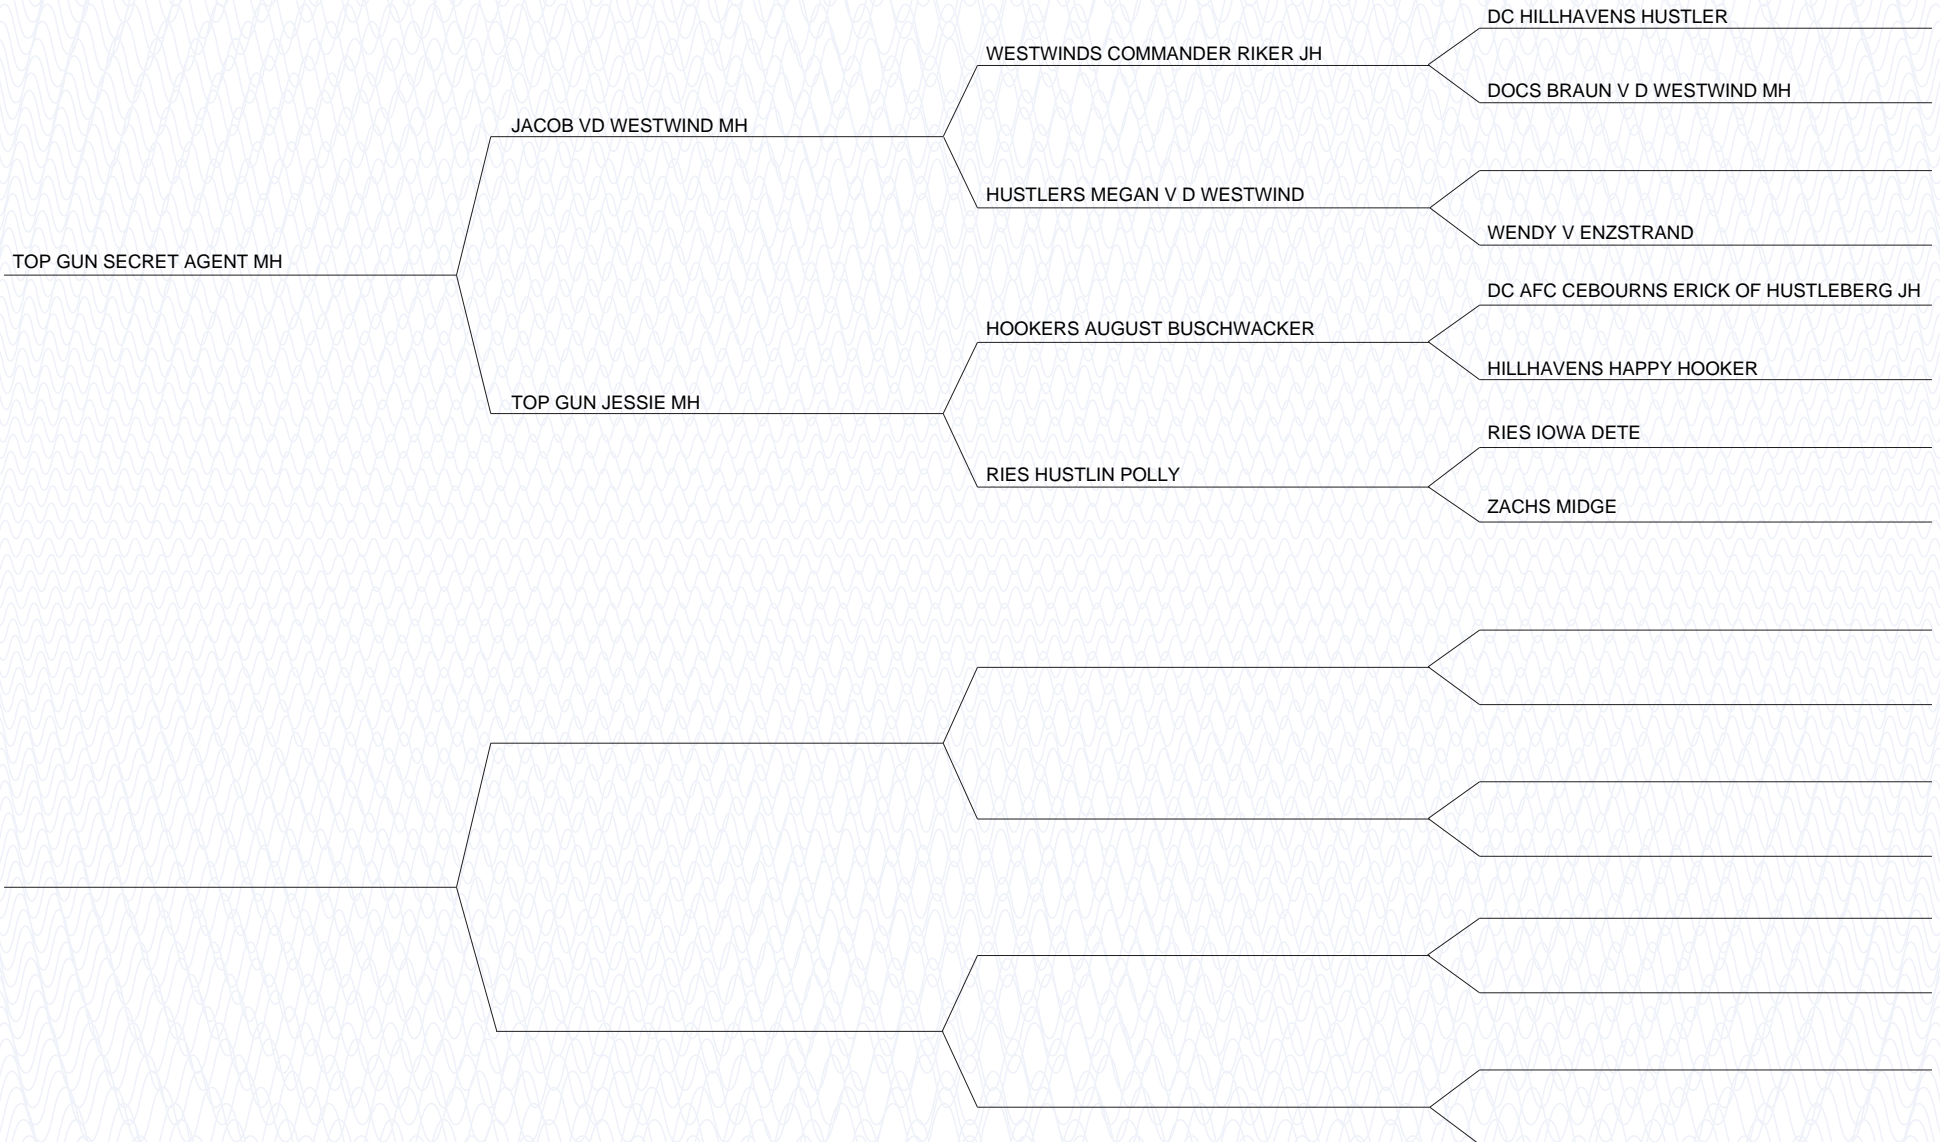 DC HILLHAVENS HUSTLER
WESTWINDS COMMANDER RIKER JH
DOCS BRAUN V D WESTWIND MH
JACOB VD WESTWIND MH
HUSTLERS MEGAN V D WESTWIND
WENDY V ENZSTRAND
TOP GUN SECRET AGENT MH
DC AFC CEBOURNS ERICK OF HUSTLEBERG JH
HOOKERS AUGUST BUSCHWACKER
HILLHAVENS HAPPY HOOKER
TOP GUN JESSIE MH
RIES IOWA DETE
RIES HUSTLIN POLLY
ZACHS MIDGE